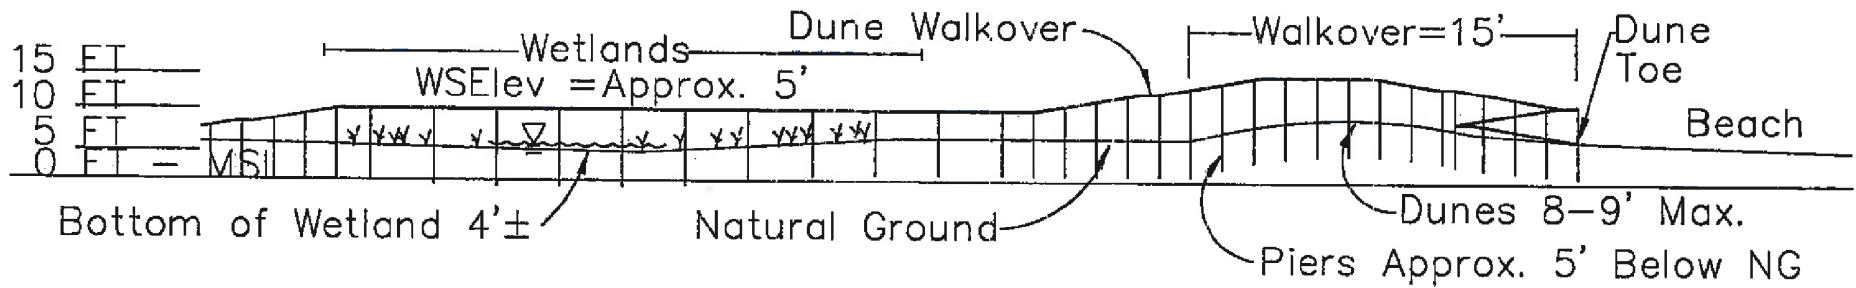 15 FT
10 FT
5 FT
0 FT - MSL
Wetlands
WSElev =Approx. 5'
Dune Walkover
Walkover=15'
Dune
Toe
Beach
Bottom of Wetland 4'±
Natural Ground
Dunes 8-9' Max.
Piers Approx. 5' Below NG